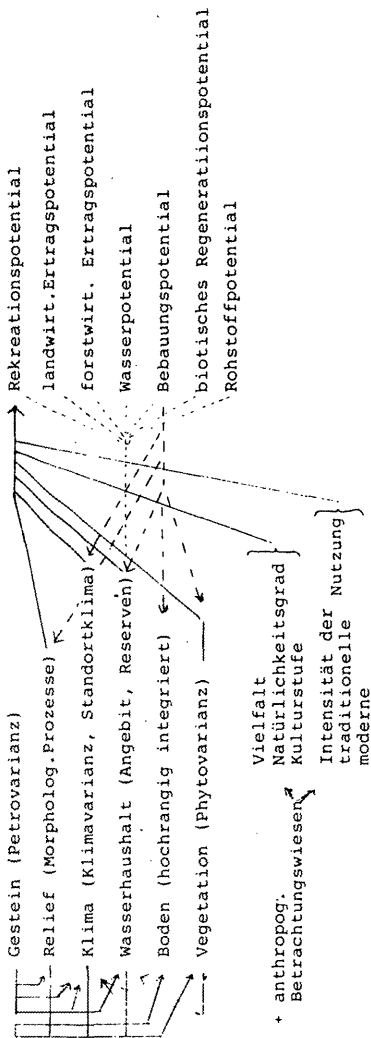 Gestein (Petrovarianz)
Relief (Morpholog.Prozesse)
Klima (Klimavarianz, Standortklima)
Wasserhaushalt (Angebit, Reserven)
Boden (hochrangig integriert)
Vegetation (Phytovarianz)
Rekreationspotential
landwirt.Ertragspotential
forstwirt. Ertragspotential
Wasserpotential
Bebauungspotential
biotisches Regeneratiionspotential
Rohstoffpotential
+ anthropog.
Betrachtungswiesen
Vielfalt
Natürlichkeitsgrad
Kulturstufe
Intensität der
traditionelle
moderne
Nutzung